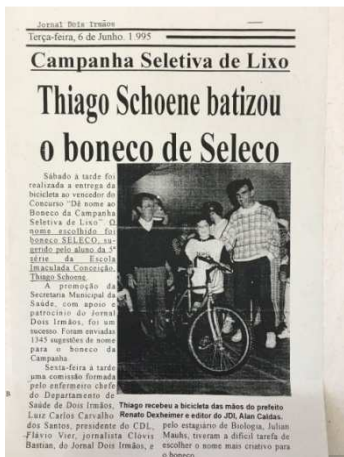 Jornal Dois Irmãos
Terça-feira, 6 de Junho. 1.995
Campanha Seletiva de Lixo
Thiago Schoene batizou
o boneco de Seleco
Sábado à tarde foi
realizada a entrega da
bicicleta ao vencedor do
Concurso "Dê nome ao
Boneco da Campanha
Seletiva de Lixo". O
nome escolhido foi
boneco SELECO, su-
gerido pelo aluno da 5ª
série da Escola
Imaculada Conceição,
Thiago Schoene.
A promoção da
Secretaria Municipal da
Saúde, com apoio e
patrocínio do Jornal
Dois Irmãos, foi um
sucesso. Foram enviadas
1345 sugestões de nome
para o boneco da
Campanha.
Sexta-feira à tarde
uma comissão formada
pelo enfermeiro chefe
do Departamento de
Saúde de Dois Irmãos,
Luiz Carlos Carvalho
dos Santos, presidente do CDL,
Flávio Vier, jornalista Clóvis
Bastian, do Jornal Dois Irmãos, e
Thiago recebeu a bicicleta das mãos do prefeito
Renato Dexheimer e editor do JDI, Alan Caldas.
pelo estagiário de Biologia, Julian
Mauhs, tiveram a difícil tarefa de
escolher o nome mais criativo para
o boneco.